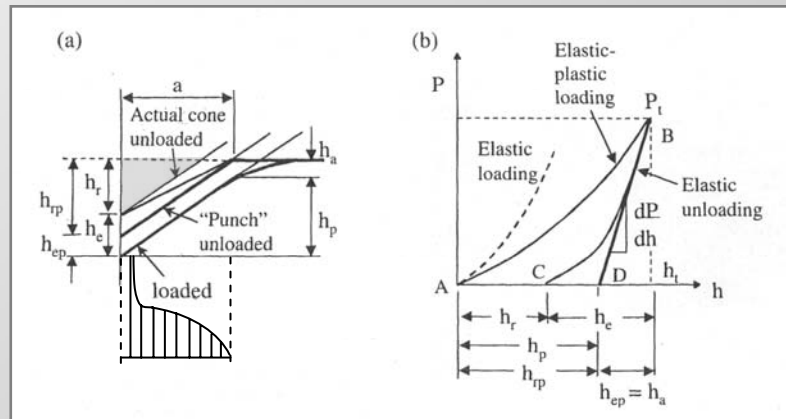 (a)
a
Actual cone
unloaded
h_a
h_r
h_rp
"Punch"
unloaded
h_p
h_e
h_ep
loaded
(b)
P
Elastic-
plastic
loading
P_t
B
Elastic
loading
Elastic
unloading
dP
dh
A
C
D
h_t
h
h_r
h_e
h_p
h_rp
h_ep = h_a